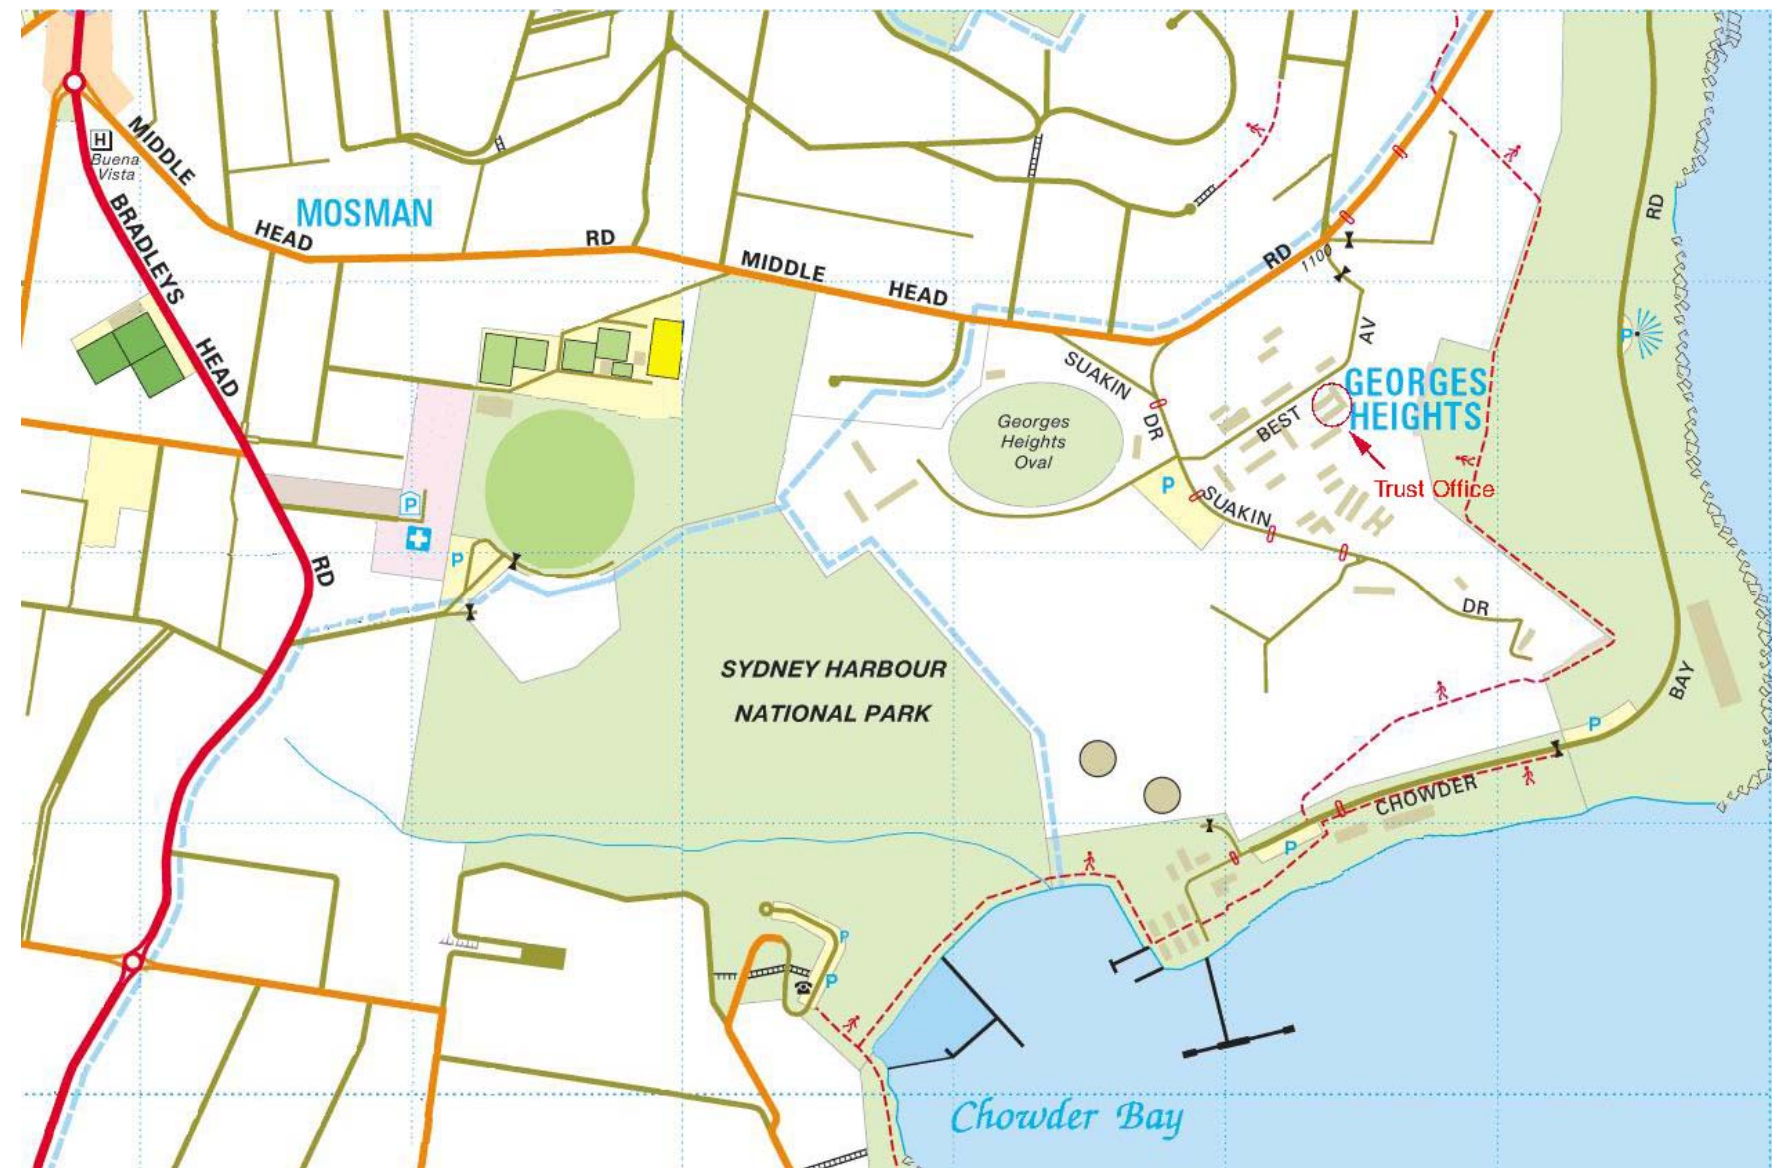 H
Buena
Vista
MIDDLE
HEAD
RD
MIDDLE
HEAD
RD
1100
MOSMAN
BRADLEYS
HEAD
RD
RD
BAY
P
AV
GEORGES
HEIGHTS
BEST
Trust Office
SUAKIN
DR
Georges
Heights
Oval
P
SUAKIN
DR
P
P
SYDNEY HARBOUR
NATIONAL PARK
P
CHOWDER
P
P
P
Chowder Bay